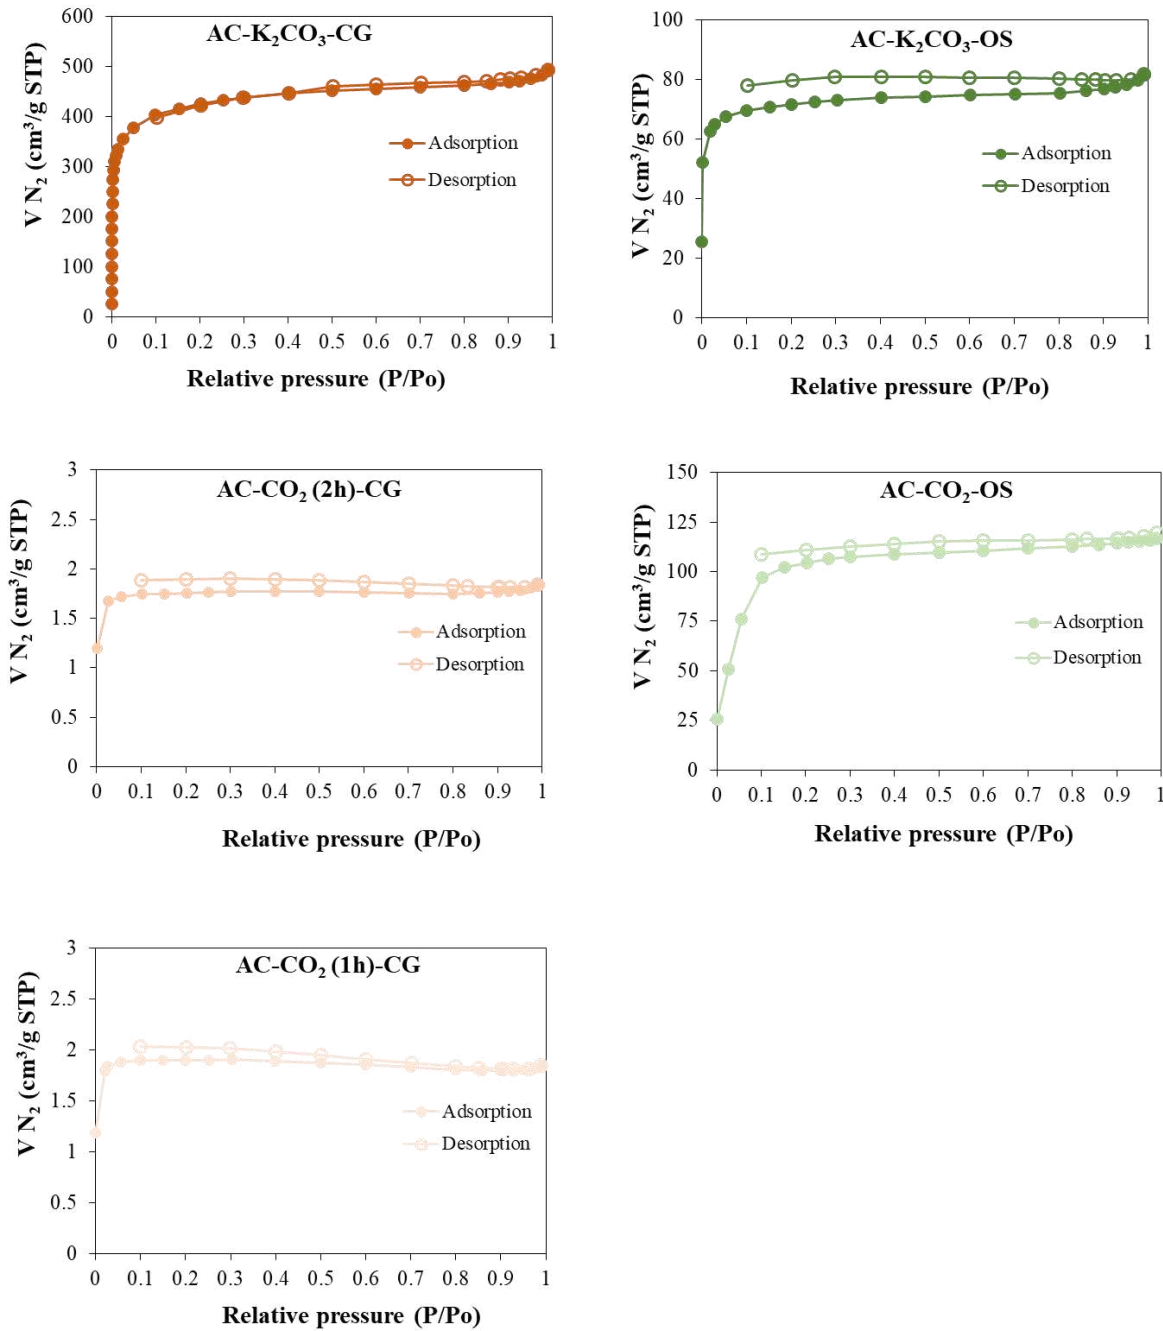 AC-K₂CO₃-CG
V N₂ (cm³/g STP)
600
500
400
300
200
100
0
Adsorption
Desorption
0 0.1 0.2 0.3 0.4 0.5 0.6 0.7 0.8 0.9 1
Relative pressure (P/Po)
AC-K₂CO₃-OS
V N₂ (cm³/g STP)
100
80
60
40
20
0
Adsorption
Desorption
0 0.1 0.2 0.3 0.4 0.5 0.6 0.7 0.8 0.9 1
Relative pressure (P/Po)
AC-CO₂ (2h)-CG
V N₂ (cm³/g STP)
3
2.5
2
1.5
1
0.5
0
Adsorption
Desorption
0 0.1 0.2 0.3 0.4 0.5 0.6 0.7 0.8 0.9 1
Relative pressure (P/Po)
AC-CO₂-OS
V N₂ (cm³/g STP)
150
125
100
75
50
25
0
Adsorption
Desorption
0 0.1 0.2 0.3 0.4 0.5 0.6 0.7 0.8 0.9 1
Relative pressure (P/Po)
AC-CO₂ (1h)-CG
V N₂ (cm³/g STP)
3
2.5
2
1.5
1
0.5
0
Adsorption
Desorption
0 0.1 0.2 0.3 0.4 0.5 0.6 0.7 0.8 0.9 1
Relative pressure (P/Po)